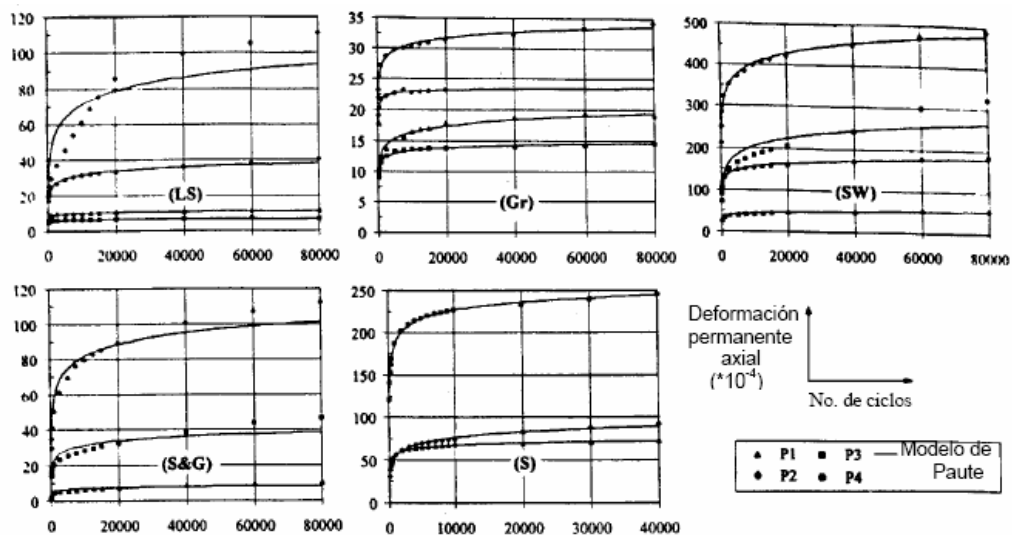 120
100
80
60
40
20
0
(LS)
0 20000 40000 60000 80000
35
30
25
20
15
10
5
0
(Gr)
0 20000 40000 60000 80000
500
400
300
200
100
0
(SW)
0 20000 40000 60000 80000
120
100
80
60
40
20
0
(S&G)
0 20000 40000 60000 80000
250
200
150
100
50
0
(S)
0 10000 20000 30000 40000
Deformación
permanente
axial
(*10⁻⁴)
No. de ciclos
P1 P3 Modelo de
P2 P4 Paute